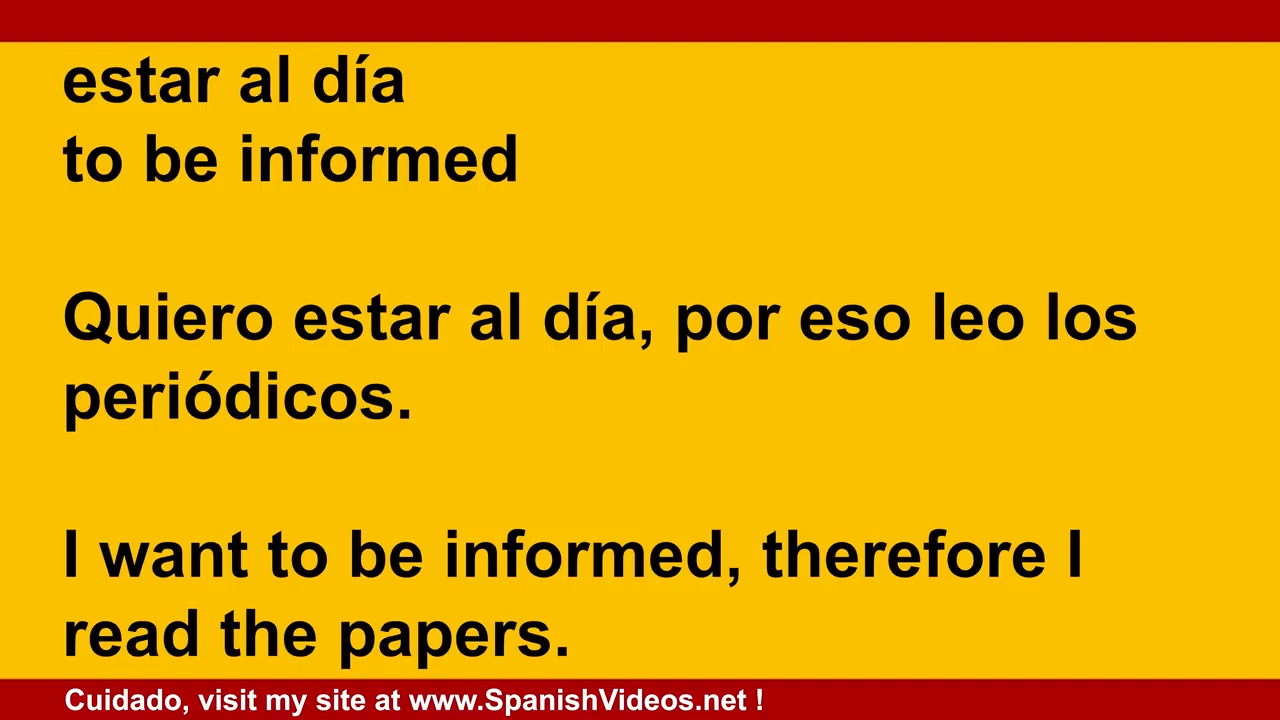 estar al día
to be informed
Quiero estar al día, por eso leo los
periódicos.
I want to be informed, therefore I
read the papers.
Cuidado, visit my site at www.SpanishVideos.net !